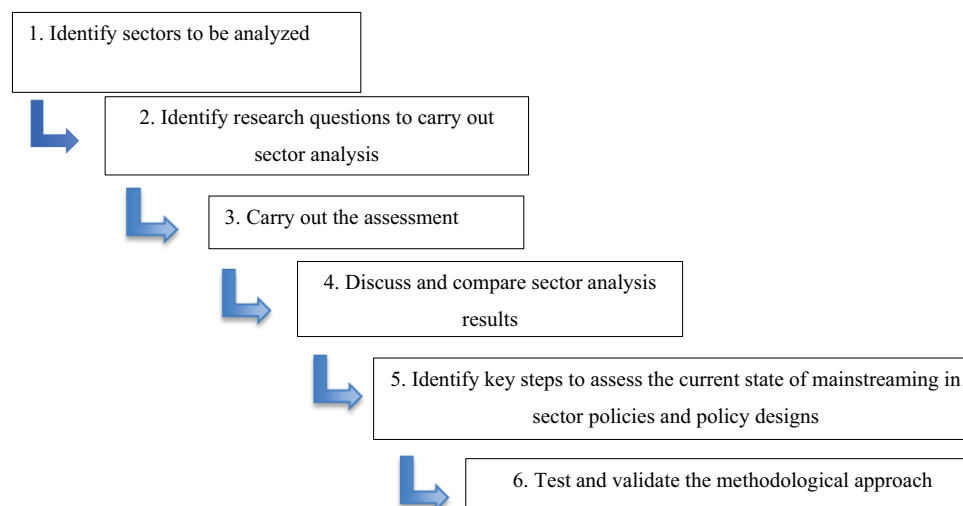 1. Identify sectors to be analyzed
2. Identify research questions to carry out
sector analysis
3. Carry out the assessment
4. Discuss and compare sector analysis
results
5. Identify key steps to assess the current state of mainstreaming in
sector policies and policy designs
6. Test and validate the methodological approach